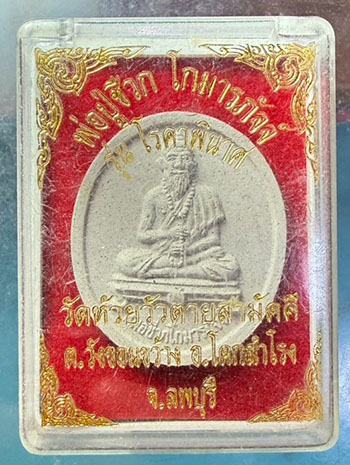 พ่อปู่ชีวก โกมารภัจจ์
รุ่น โรคาพินาศ
วัดห้วยวัวตายสามัคคี
ต.วังขอนขว้าง อ.โคกสำโรง
จ.ลพบุรี